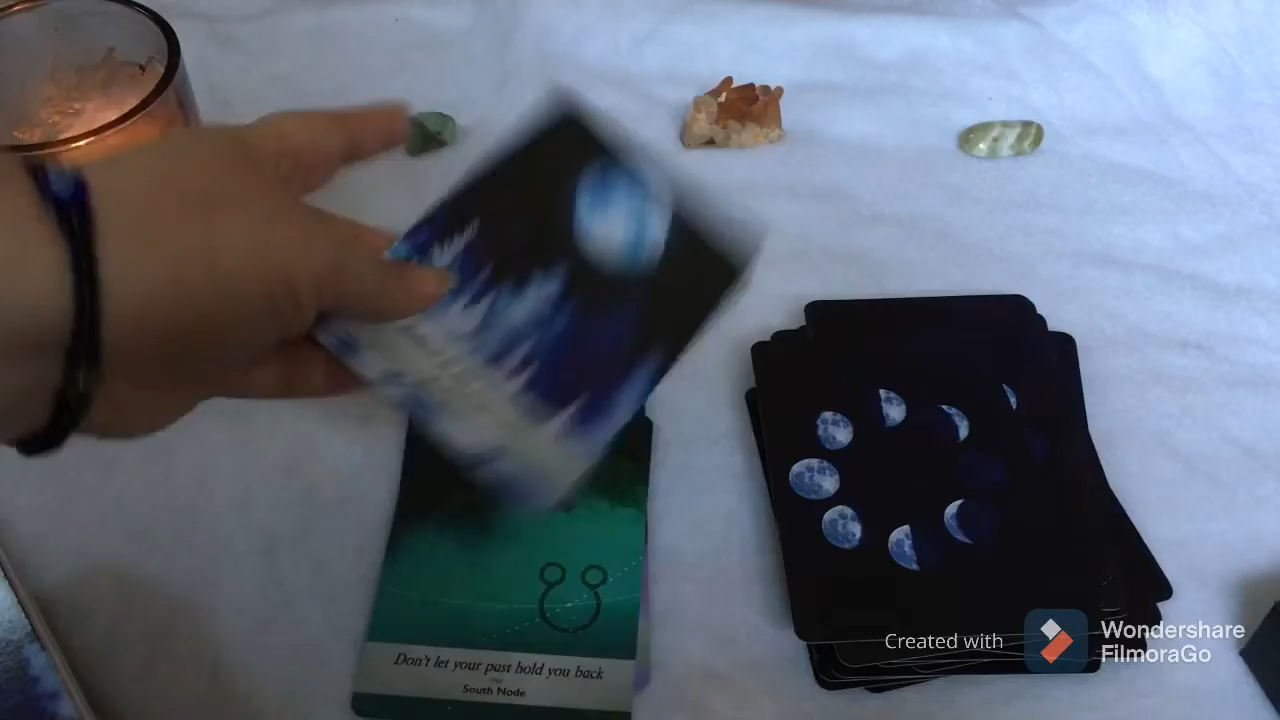 Don't let your past hold you back
South Node
Created with
Wondershare
FilmoraGo